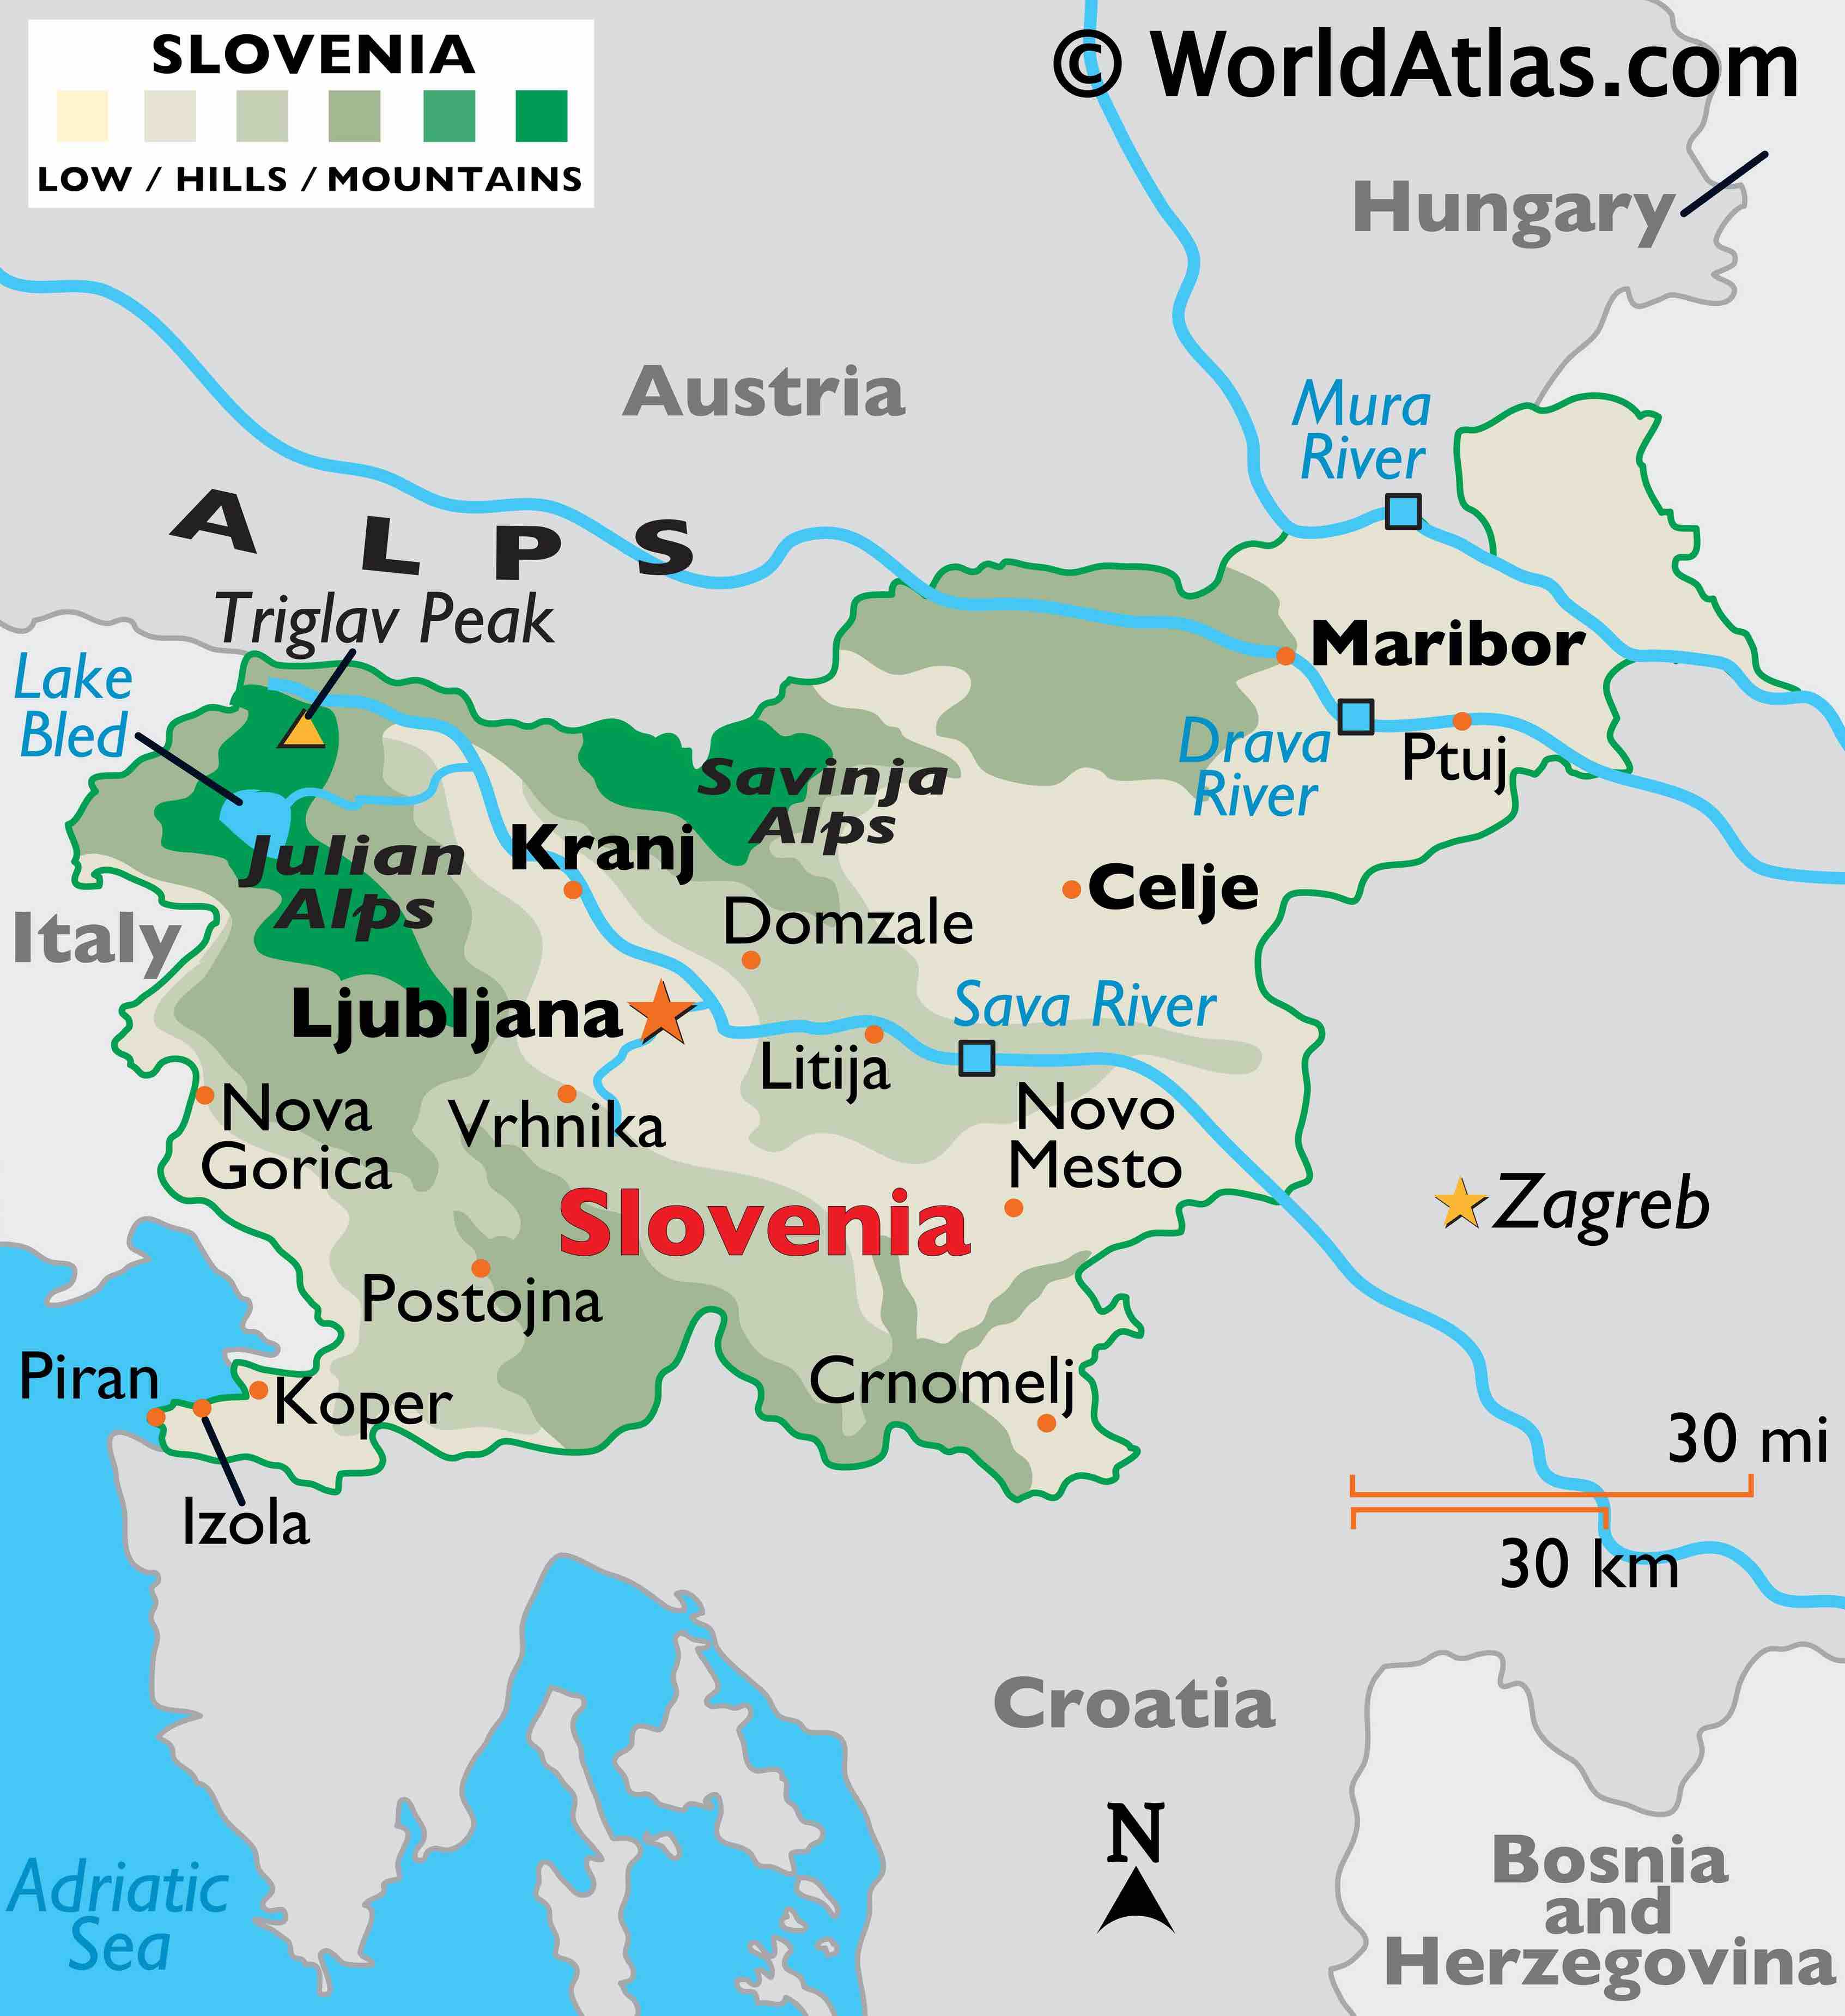 SLOVENIA
LOW / HILLS / MOUNTAINS
© WorldAtlas.com
Hungary
Austria
Mura
River
ALPS
Triglav Peak
Lake
Bled
Maribor
Drava
River
Ptuj
Savinja
Alps
Julian
Alps
Kranj
Celje
Domzale
Italy
Ljubljana
Sava River
Litija
Nova
Gorica
Vrhnika
Novo
Mesto
Slovenia
Zagreb
Postojna
Piran
Koper
Crnomelj
Izola
30 mi
30 km
Croatia
N
Adriatic
Sea
Bosnia
and
Herzegovina